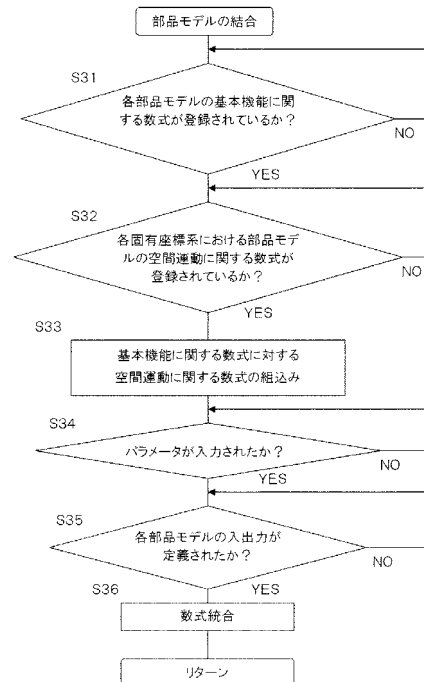 部品モデルの結合
S31
各部品モデルの基本機能に関
する数式が登録されているか？
NO
YES
S32
各固有座標系における部品モデ
ルの空間運動に関する数式が
登録されているか？
NO
YES
S33
基本機能に関する数式に対する
空間運動に関する数式の組込み
S34
パラメータが入力されたか？
NO
YES
S35
各部品モデルの入出力が
定義されたか？
NO
S36
YES
数式統合
リターン